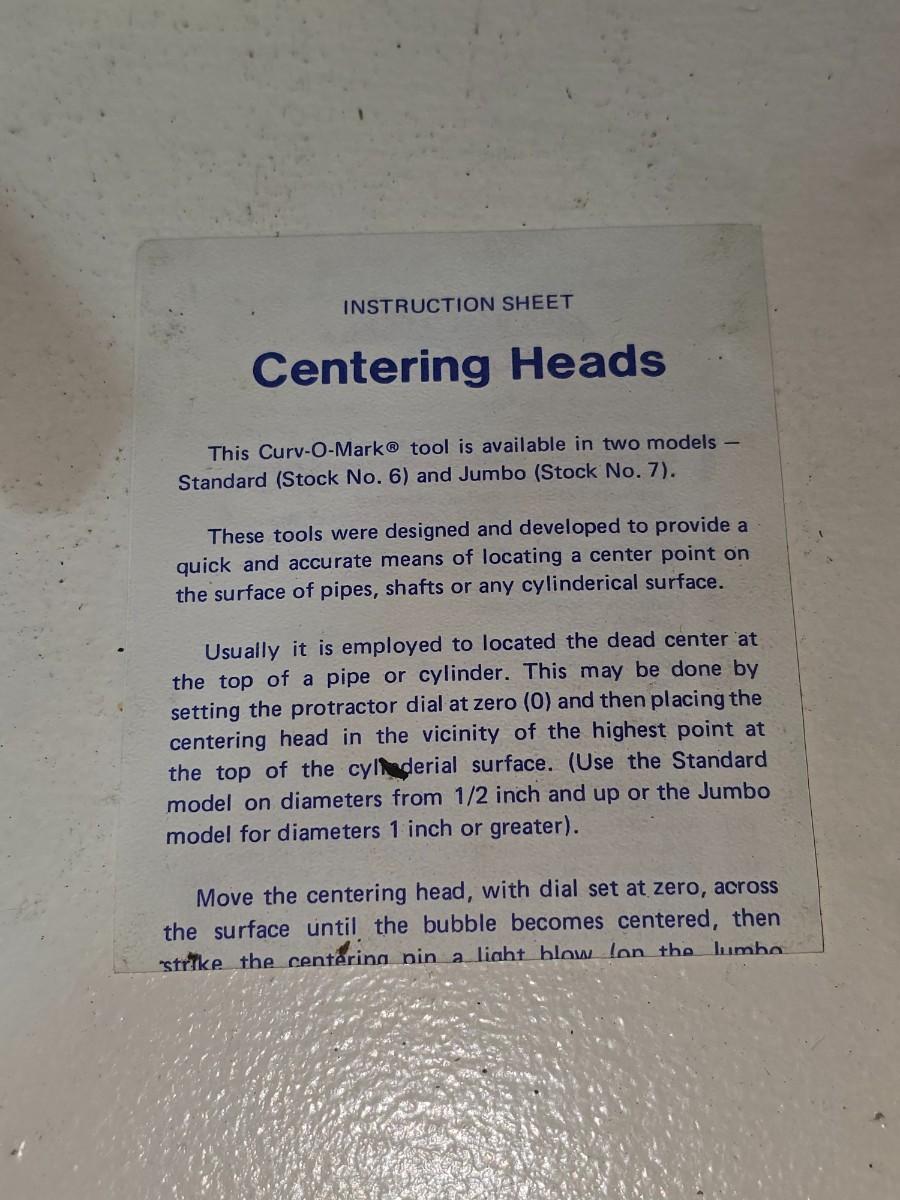 INSTRUCTION SHEET
Centering Heads
This Curv-O-Mark® tool is available in two models —
Standard (Stock No. 6) and Jumbo (Stock No. 7).
These tools were designed and developed to provide a
quick and accurate means of locating a center point on
the surface of pipes, shafts or any cylinderical surface.
Usually it is employed to located the dead center at
the top of a pipe or cylinder. This may be done by
setting the protractor dial at zero (0) and then placing the
centering head in the vicinity of the highest point at
the top of the cylinderial surface. (Use the Standard
model on diameters from 1/2 inch and up or the Jumbo
model for diameters 1 inch or greater).
Move the centering head, with dial set at zero, across
the surface until the bubble becomes centered, then
strike the centering pin a light blow (on the Jumbo